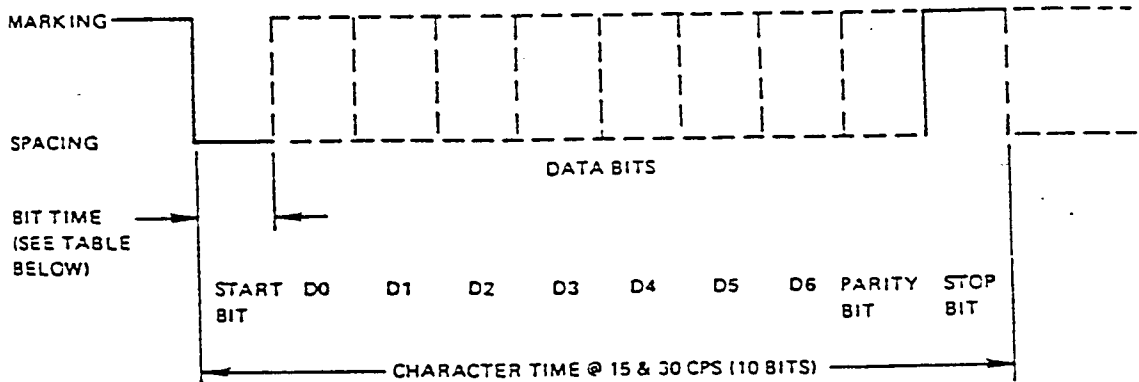 MARKING
SPACING
DATA BITS
BIT TIME
(SEE TABLE
BELOW)
START BIT
D0
D1
D2
D3
D4
D5
D6
PARITY BIT
STOP BIT
CHARACTER TIME @ 15 & 30 CPS (10 BITS)